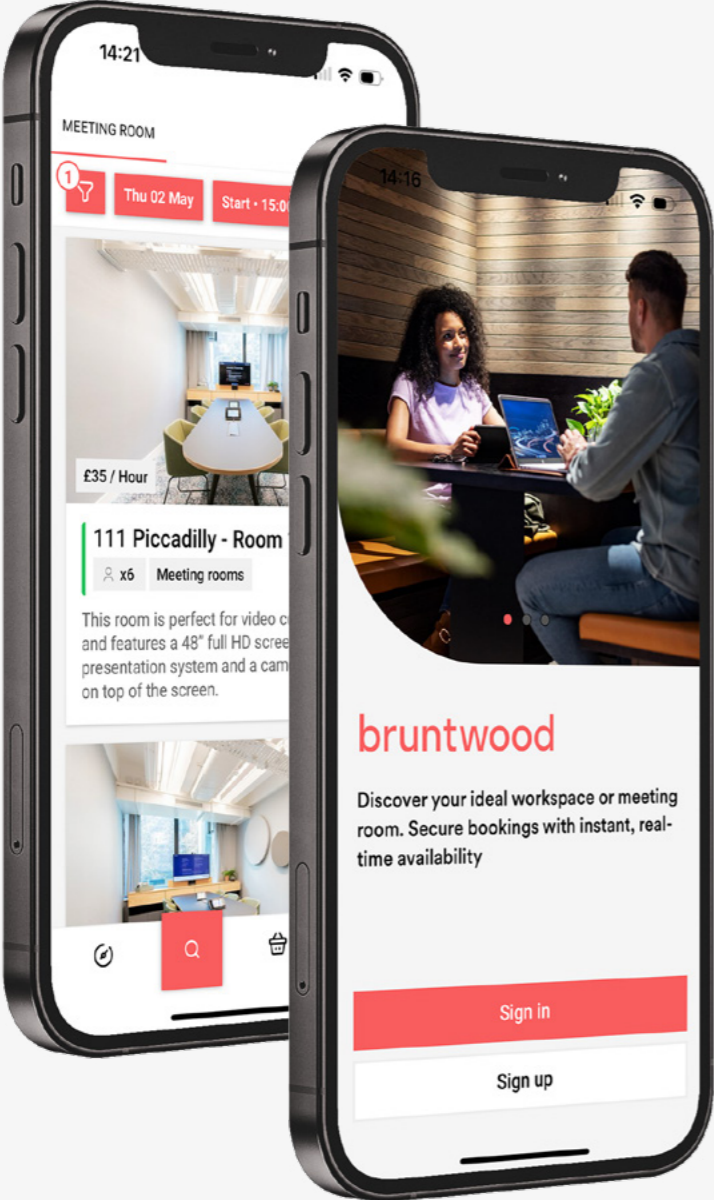 14:21
MEETING ROOM
1
Thu 02 May
Start • 15:0
£35 / Hour
111 Piccadilly - Room
x6
Meeting rooms
This room is perfect for video c
and features a 48” full HD scree
presentation system and a cam
on top of the screen.
14:16
bruntwood
Discover your ideal workspace or meeting
room. Secure bookings with instant, real-
time availability
Sign in
Sign up